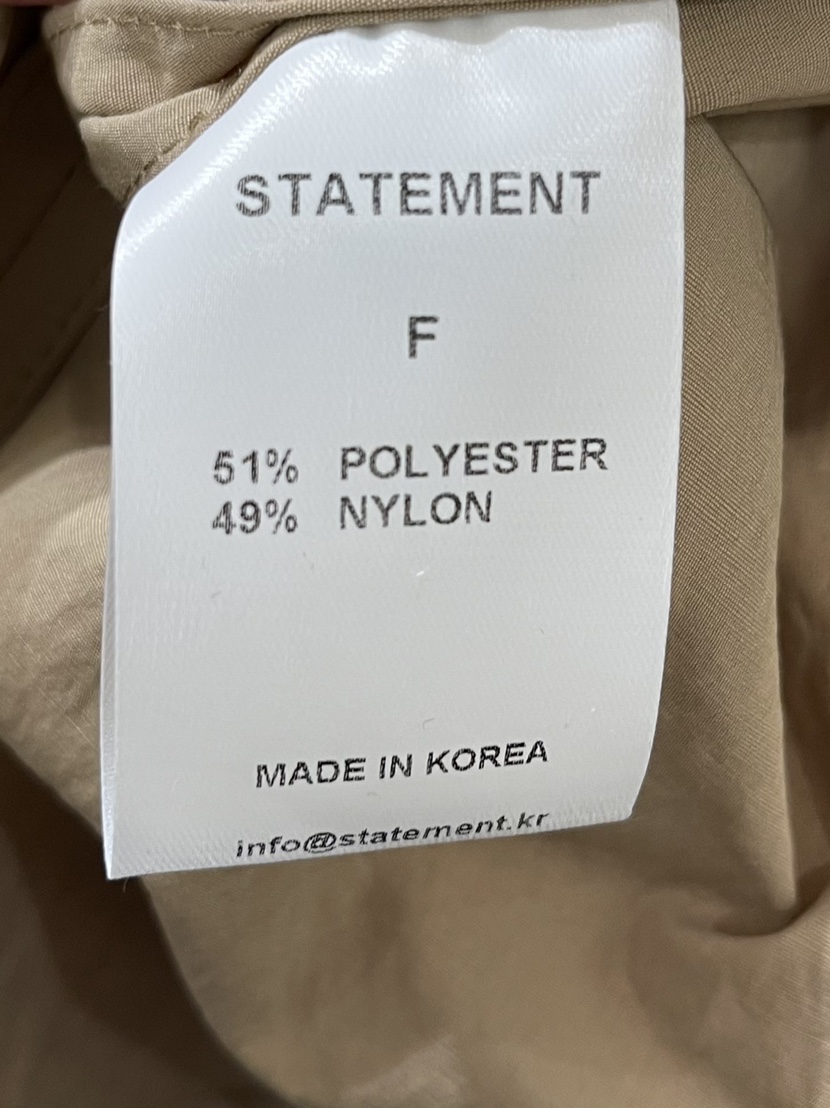 STATEMENT
F
51% POLYESTER
49% NYLON
MADE IN KOREA
info@statement.kr